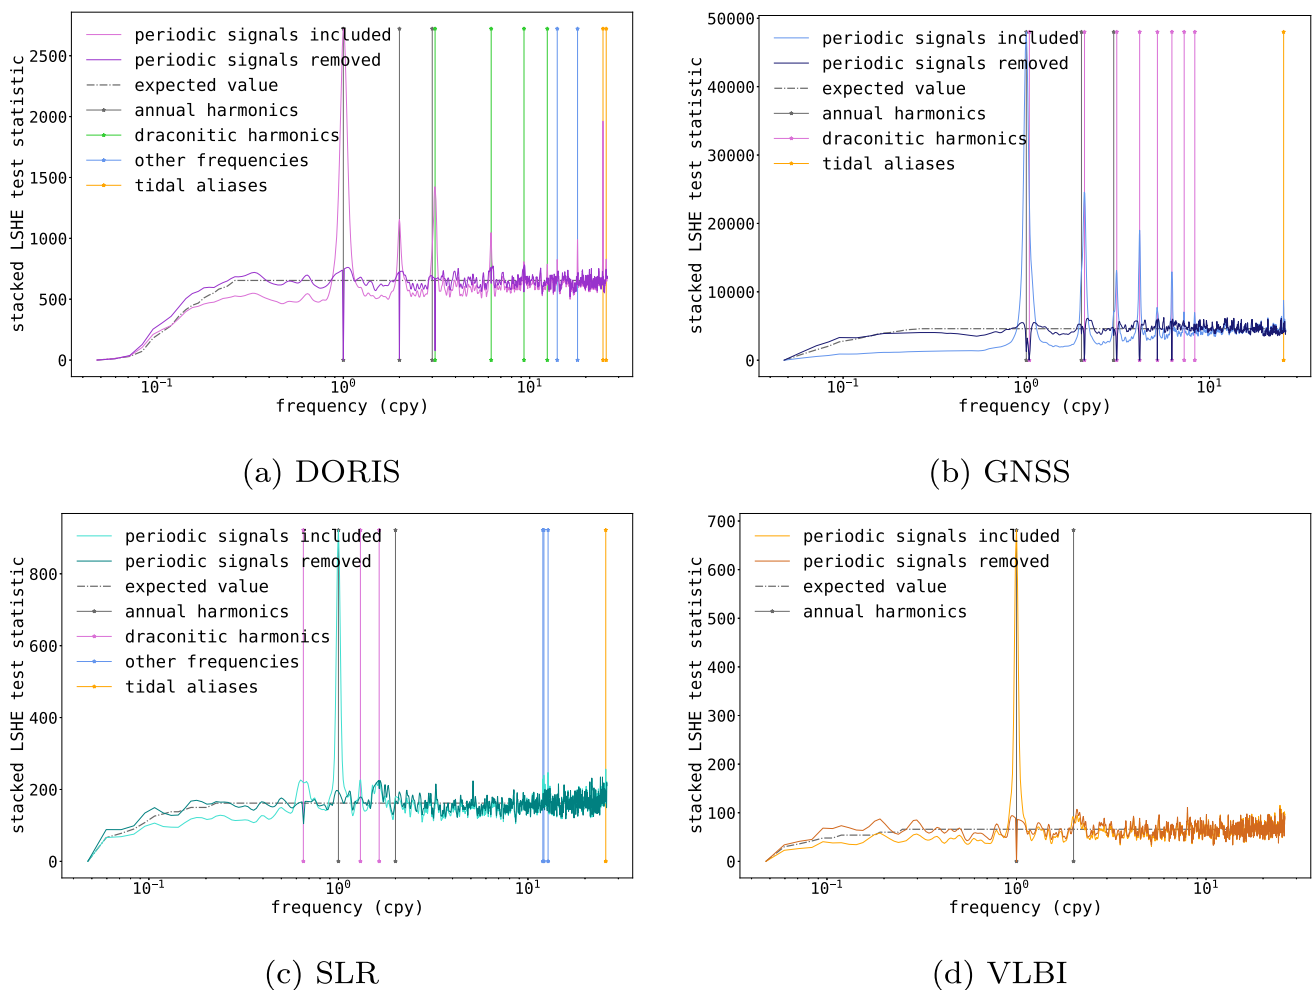 periodic signals included
periodic signals removed
expected value
annual harmonics
draconitic harmonics
other frequencies
tidal aliases
stacked LSHE test statistic
2500
2000
1500
1000
500
0
10⁻¹
10⁰
10¹
frequency (cpy)
(a) DORIS
periodic signals included
periodic signals removed
expected value
annual harmonics
draconitic harmonics
tidal aliases
stacked LSHE test statistic
50000
40000
30000
20000
10000
0
10⁻¹
10⁰
10¹
frequency (cpy)
(b) GNSS
periodic signals included
periodic signals removed
expected value
annual harmonics
draconitic harmonics
other frequencies
tidal aliases
stacked LSHE test statistic
800
600
400
200
0
10⁻¹
10⁰
10¹
frequency (cpy)
(c) SLR
periodic signals included
periodic signals removed
expected value
annual harmonics
stacked LSHE test statistic
700
600
500
400
300
200
100
0
10⁻¹
10⁰
10¹
frequency (cpy)
(d) VLBI